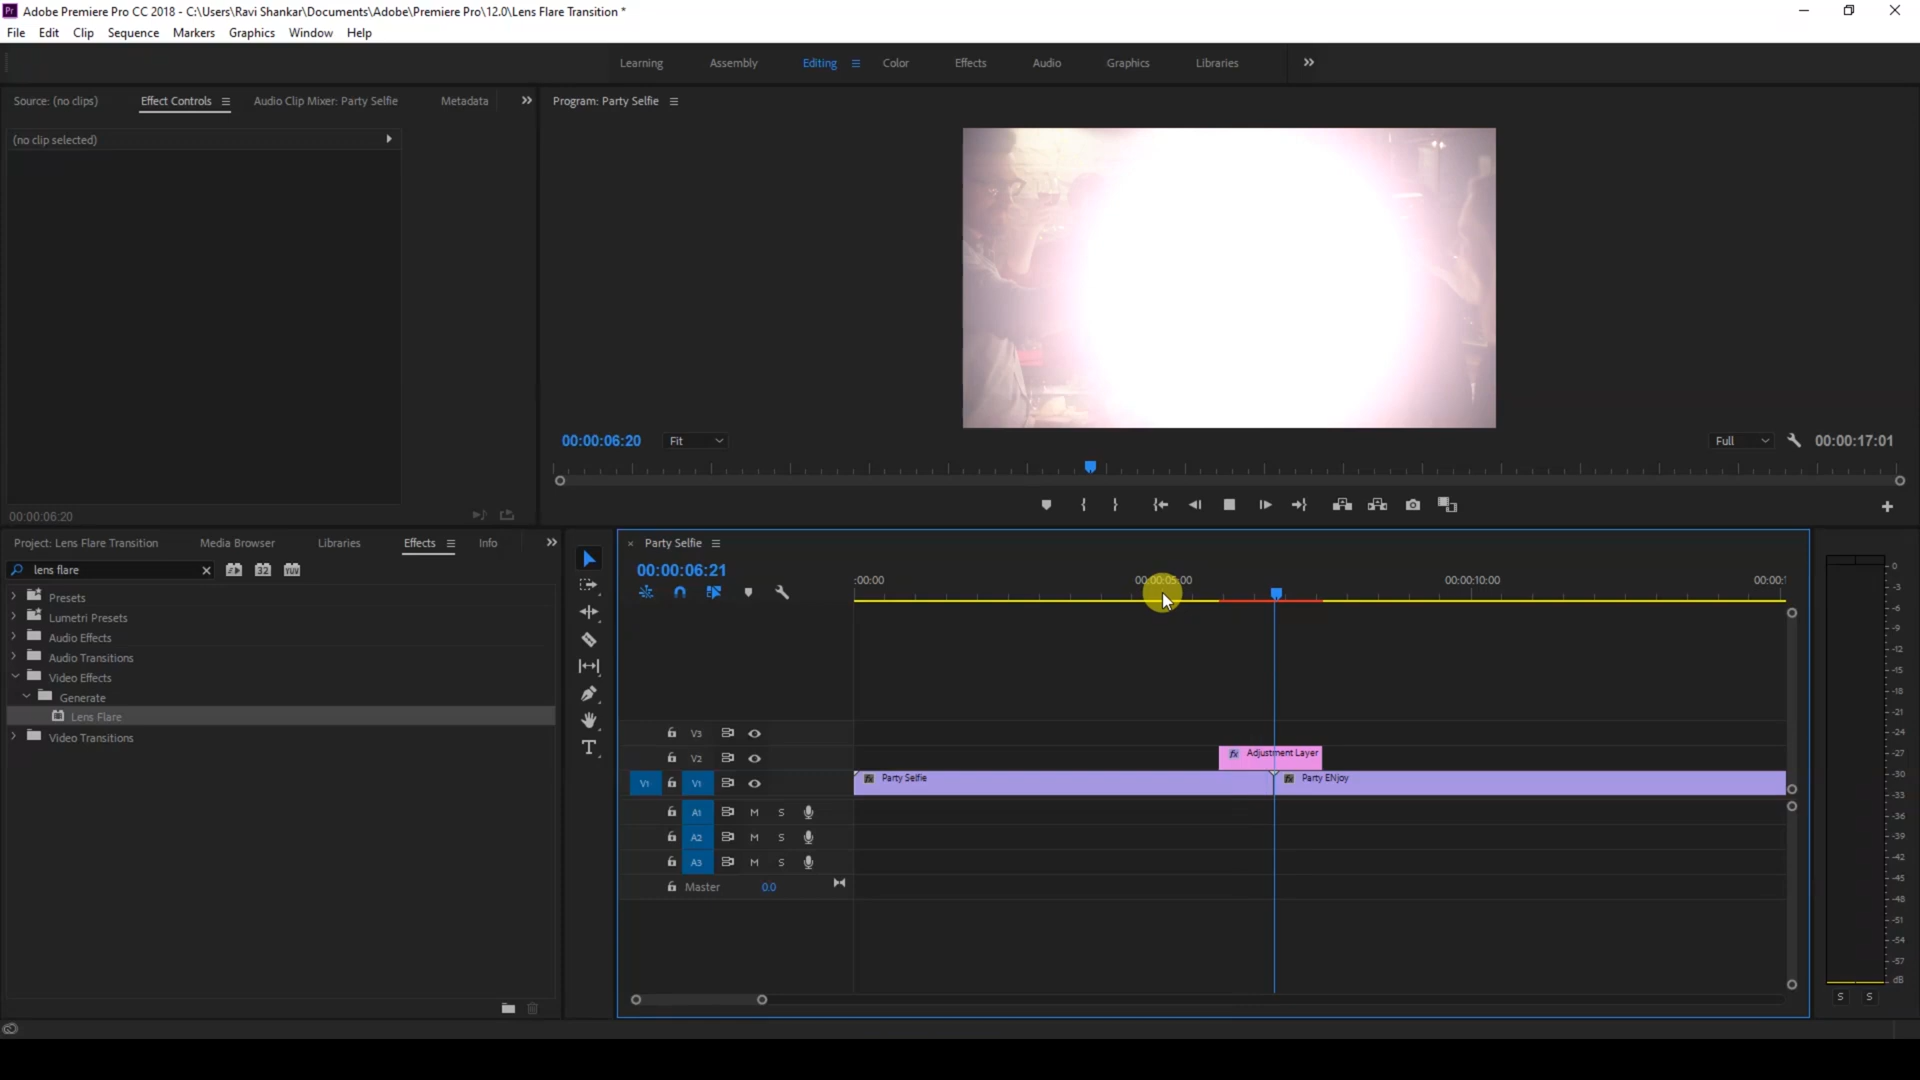 Pr Adobe Premiere Pro CC 2018 - C:\Users\Ravi Shankar\Documents\Adobe\Premiere Pro\12.0\Lens Flare Transition *
File Edit Clip Sequence Markers Graphics Window Help
Learning Assembly Editing Color Effects Audio Graphics Libraries
Source: (no clips) Effect Controls Audio Clip Mixer: Party Selfie Metadata
Program: Party Selfie
(no clip selected)
00:00:06:20 Fit Full 00:00:17:01
00:00:06:20
Project: Lens Flare Transition Media Browser Libraries Effects Info
lens flare 32 YUV
Presets
Lumetri Presets
Audio Effects
Audio Transitions
Video Effects
Generate
Lens Flare
Video Transitions
T
Party Selfie
00:00:06:21
:00:00 00:00:05:00 00:00:10:00 00:00:1
V3
V2 fx Adjustment Layer
V1 V1 fx Party Selfie fx Party ENjoy
A1 M S
A2 M S
A3 M S
Master 0.0
0
-3
-6
-9
-12
-15
-18
-21
-24
-27
-30
-33
-36
-39
-42
-45
-48
-51
-54
-57
dB
S S